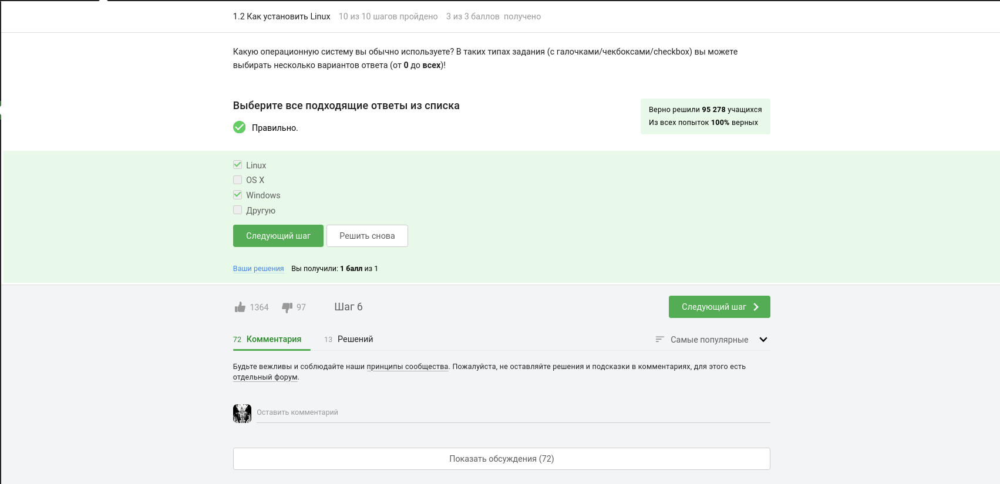 1.2 Как установить Linux 10 из 10 шагов пройдено 3 из 3 баллов получено
Какую операционную систему вы обычно используете? В таких типах задания (с галочками/чекбоксами/checkbox) вы можете
выбирать несколько вариантов ответа (от 0 до всех)!
Выберите все подходящие ответы из списка
Верно решили 95 278 учащихся
Из всех попыток 100% верных
Правильно.
Linux
OS X
Windows
Другую
Следующий шаг Решить снова
Ваши решения Вы получили: 1 балл из 1
1364 97 Шаг 6 Следующий шаг
72 Комментария 13 Решений Самые популярные
Будьте вежливы и соблюдайте наши принципы сообщества. Пожалуйста, не оставляйте решения и подсказки в комментариях, для этого есть
отдельный форум.
Оставить комментарий
Показать обсуждения (72)